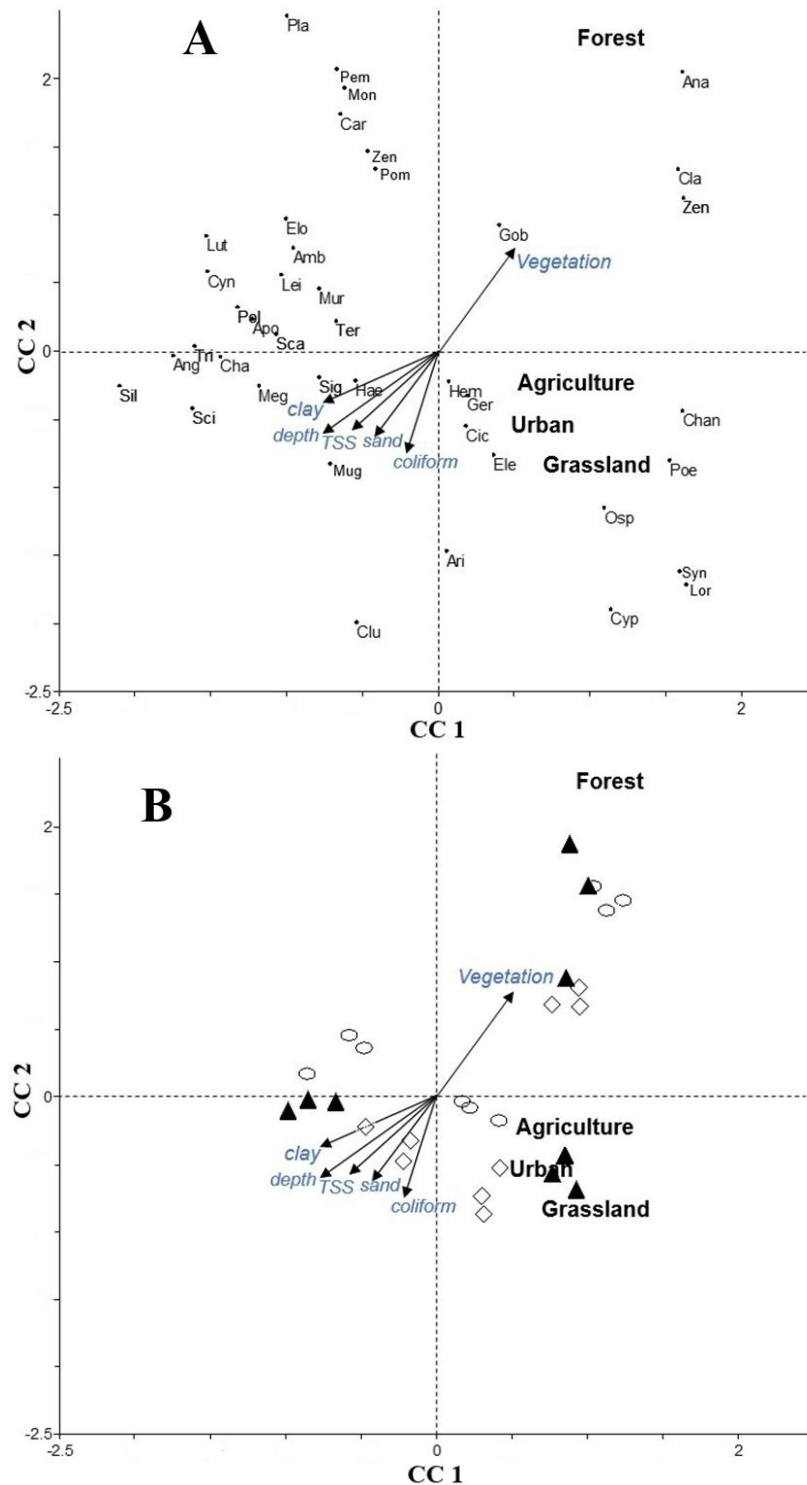 A
Forest
Pla
2
Pem
Mon
Ana
Car
Zen
Pom
Cla
Zen
Elo
Gob
Lut
Amb
Vegetation
Cyn
Lei
Mur
Pol
Apo
Ter
Sca
CC 2
0
Tri
Ang
Cha
Agriculture
Sil
Meg
Sig
Hae
Hem
Ger
Sci
clay
Chan
Cic
Urban
depth
TSS
sand
coliform
Ele
Grassland
Mug
Poe
Osp
Ari
Syn
Lor
Clu
Cyp
-2.5
-2.5
0
2
CC 1
B
Forest
2
Vegetation
CC 2
0
Agriculture
clay
Urban
depth
TSS
sand
coliform
Grassland
-2.5
-2.5
0
2
CC 1